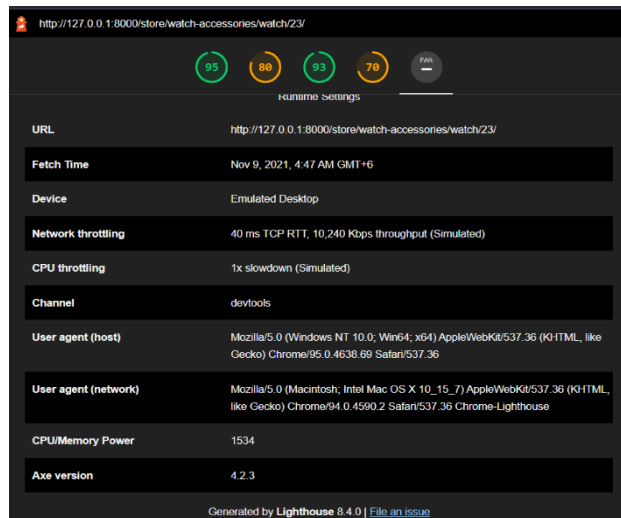 http://127.0.0.1:8000/store/watch-accessories/watch/23/
95 80 93 70 PWA
Runtime Settings
URL http://127.0.0.1:8000/store/watch-accessories/watch/23/
Fetch Time Nov 9, 2021, 4:47 AM GMT+6
Device Emulated Desktop
Network throttling 40 ms TCP RTT, 10,240 Kbps throughput (Simulated)
CPU throttling 1x slowdown (Simulated)
Channel devtools
User agent (host) Mozilla/5.0 (Windows NT 10.0; Win64; x64) AppleWebKit/537.36 (KHTML, like
Gecko) Chrome/95.0.4638.69 Safari/537.36
User agent (network) Mozilla/5.0 (Macintosh; Intel Mac OS X 10_15_7) AppleWebKit/537.36 (KHTML,
like Gecko) Chrome/94.0.4590.2 Safari/537.36 Chrome-Lighthouse
CPU/Memory Power 1534
Axe version 4.2.3
Generated by Lighthouse 8.4.0 | File an issue